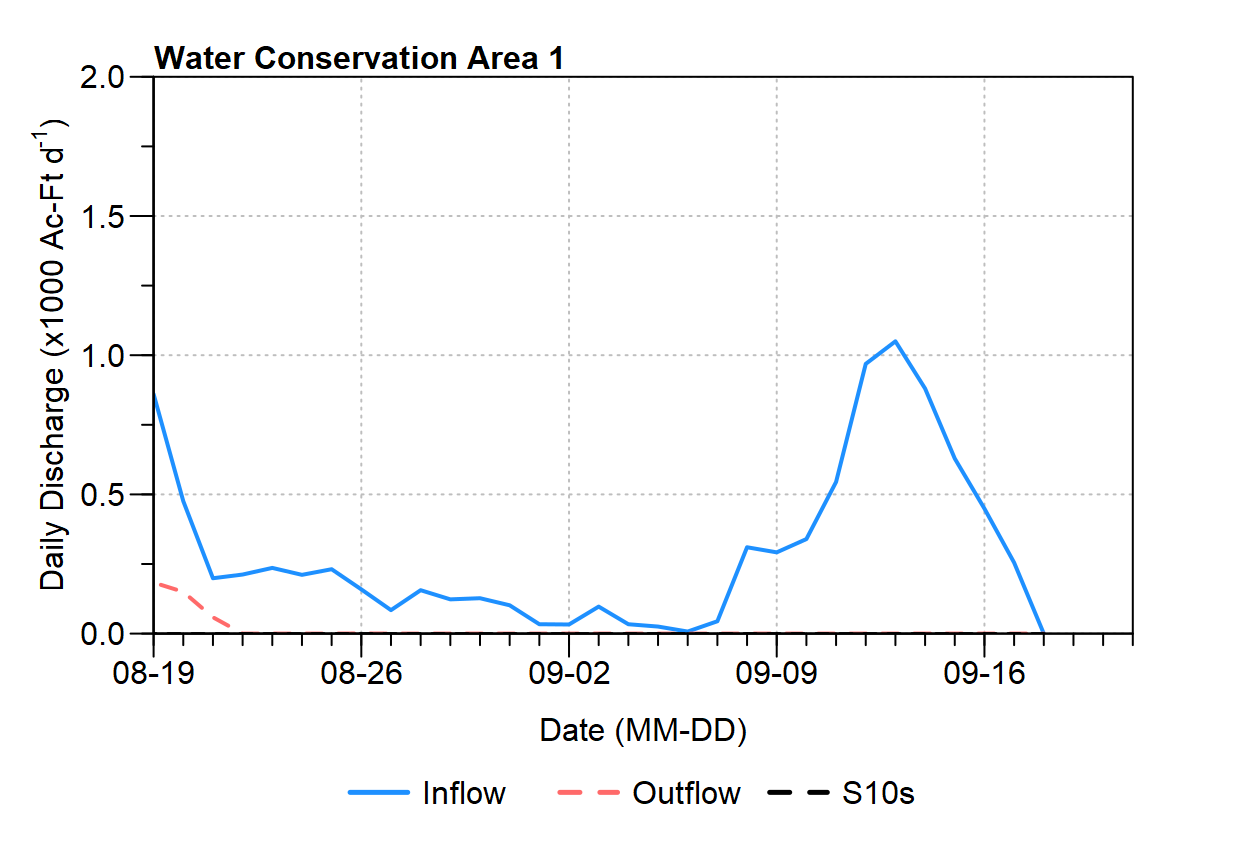 Water Conservation Area 1
Daily Discharge (x1000 Ac-Ft d⁻¹)
2.0
1.5
1.0
0.5
0.0
08-19 08-26 09-02 09-09 09-16
Date (MM-DD)
Inflow Outflow S10s